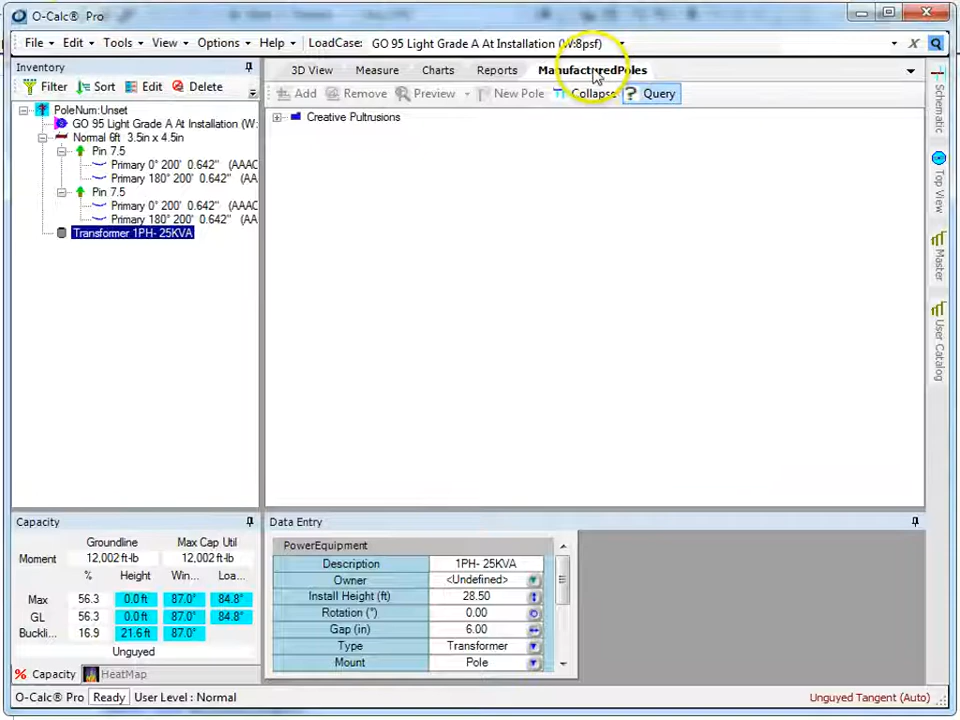 O-Calc® Pro
File Edit Tools View Options Help LoadCase: GO 95 Light Grade A At Installation (W:8psf) X
Inventory
Filter Sort Edit Delete
PoleNum:Unset
GO 95 Light Grade A At Installation (W:
Normal 6ft 3.5in x 4.5in
Pin 7.5
Primary 0° 200' 0.642" (AAAC
Primary 180° 200' 0.642" (AA
Pin 7.5
Primary 0° 200' 0.642" (AAAC
Primary 180° 200' 0.642" (AA
Transformer 1PH- 25KVA
3D View Measure Charts Reports ManufacturedPoles
Add Remove Preview New Pole Collapse ? Query
Creative Pultrusions
Schematic
Top View
Master
User Catalog
Capacity
Groundline Max Cap Util
Moment 12,002 ft-lb 12,002 ft-lb
% Height Win... Loa...
Max 56.3 0.0 ft 87.0° 84.8°
GL 56.3 0.0 ft 87.0° 84.8°
Buckli... 16.9 21.6 ft 87.0°
Unguyed
% Capacity HeatMap
Data Entry
PowerEquipment
Description 1PH- 25KVA
Owner <Undefined>
Install Height (ft) 28.50
Rotation (°) 0.00
Gap (in) 6.00
Type Transformer
Mount Pole
O-Calc® Pro Ready User Level : Normal Unguyed Tangent (Auto)